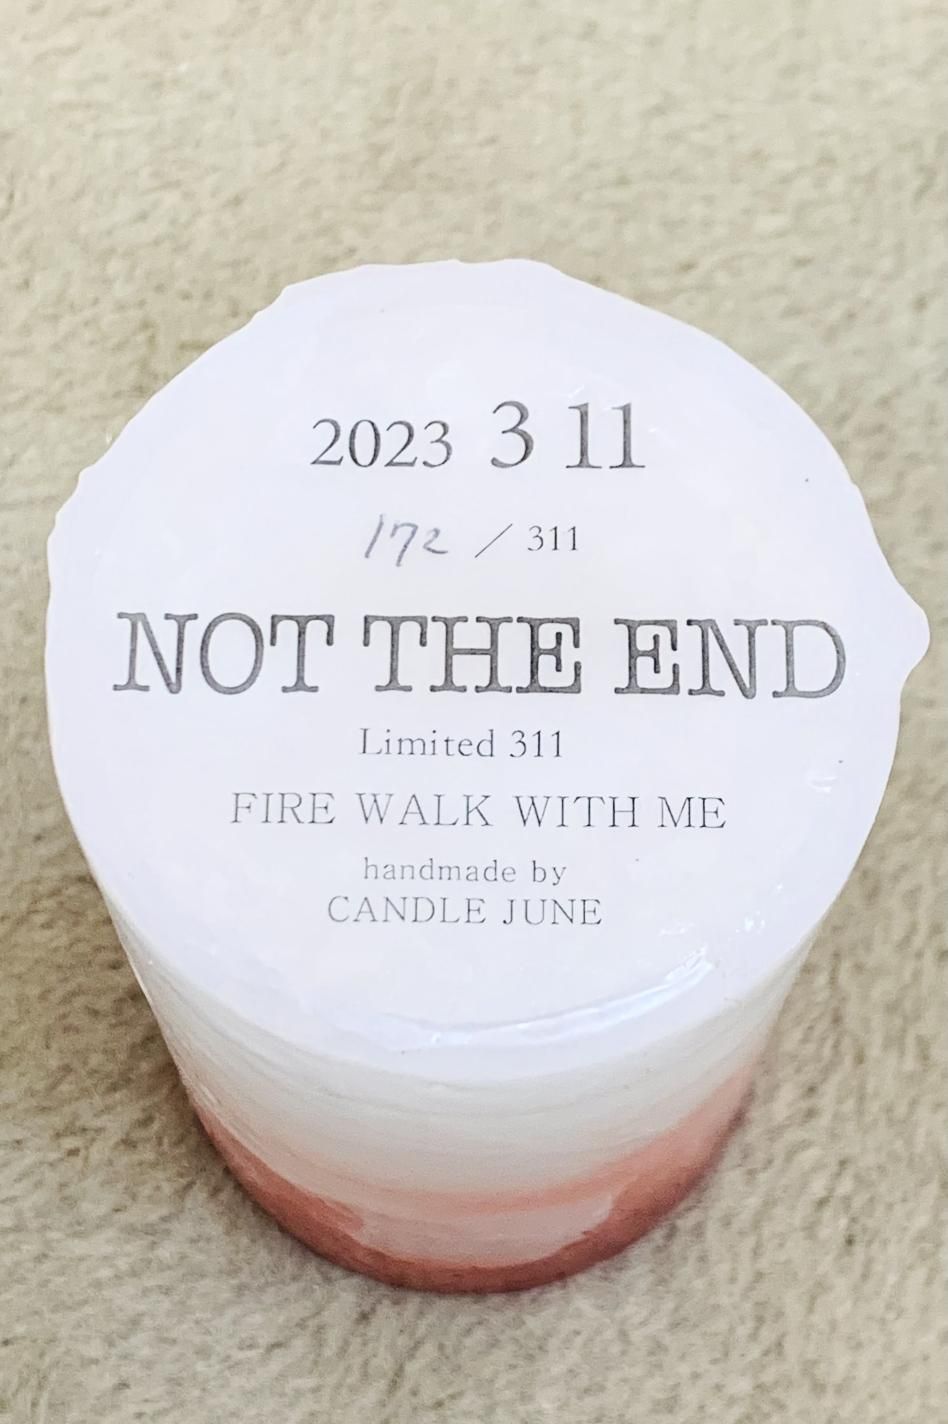 2023 3 11
172 / 311
NOT THE END
Limited 311
FIRE WALK WITH ME
handmade by
CANDLE JUNE